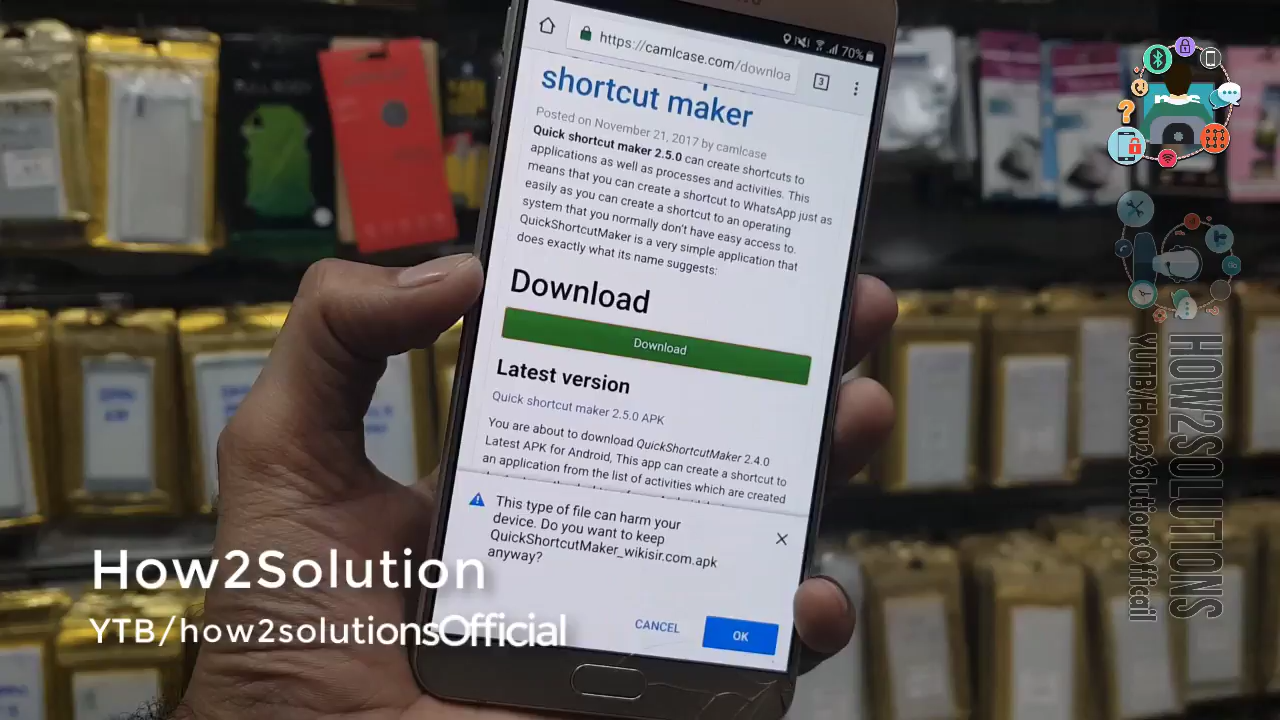 70%
https://camlcase.com/downloa
3
shortcut maker
Posted on November 21, 2017 by camlcase
Quick shortcut maker 2.5.0 can create shortcuts to
applications as well as processes and activities. This
means that you can create a shortcut to WhatsApp just as
easily as you can create a shortcut to an operating
system that you normally don't have easy access to.
QuickShortcutMaker is a very simple application that
does exactly what its name suggests:
Download
Download
Latest version
Quick shortcut maker 2.5.0 APK
You are about to download QuickShortcutMaker 2.4.0
Latest APK for Android, This app can create a shortcut to
an application from the list of activities which are created
This type of file can harm your
device. Do you want to keep
QuickShortcutMaker_wikisir.com.apk
anyway?
CANCEL
OK
How2Solution
YTB/how2solutionsOfficial
HOW2SOLUTIONS
YUTB/How2SolutionsOfficail